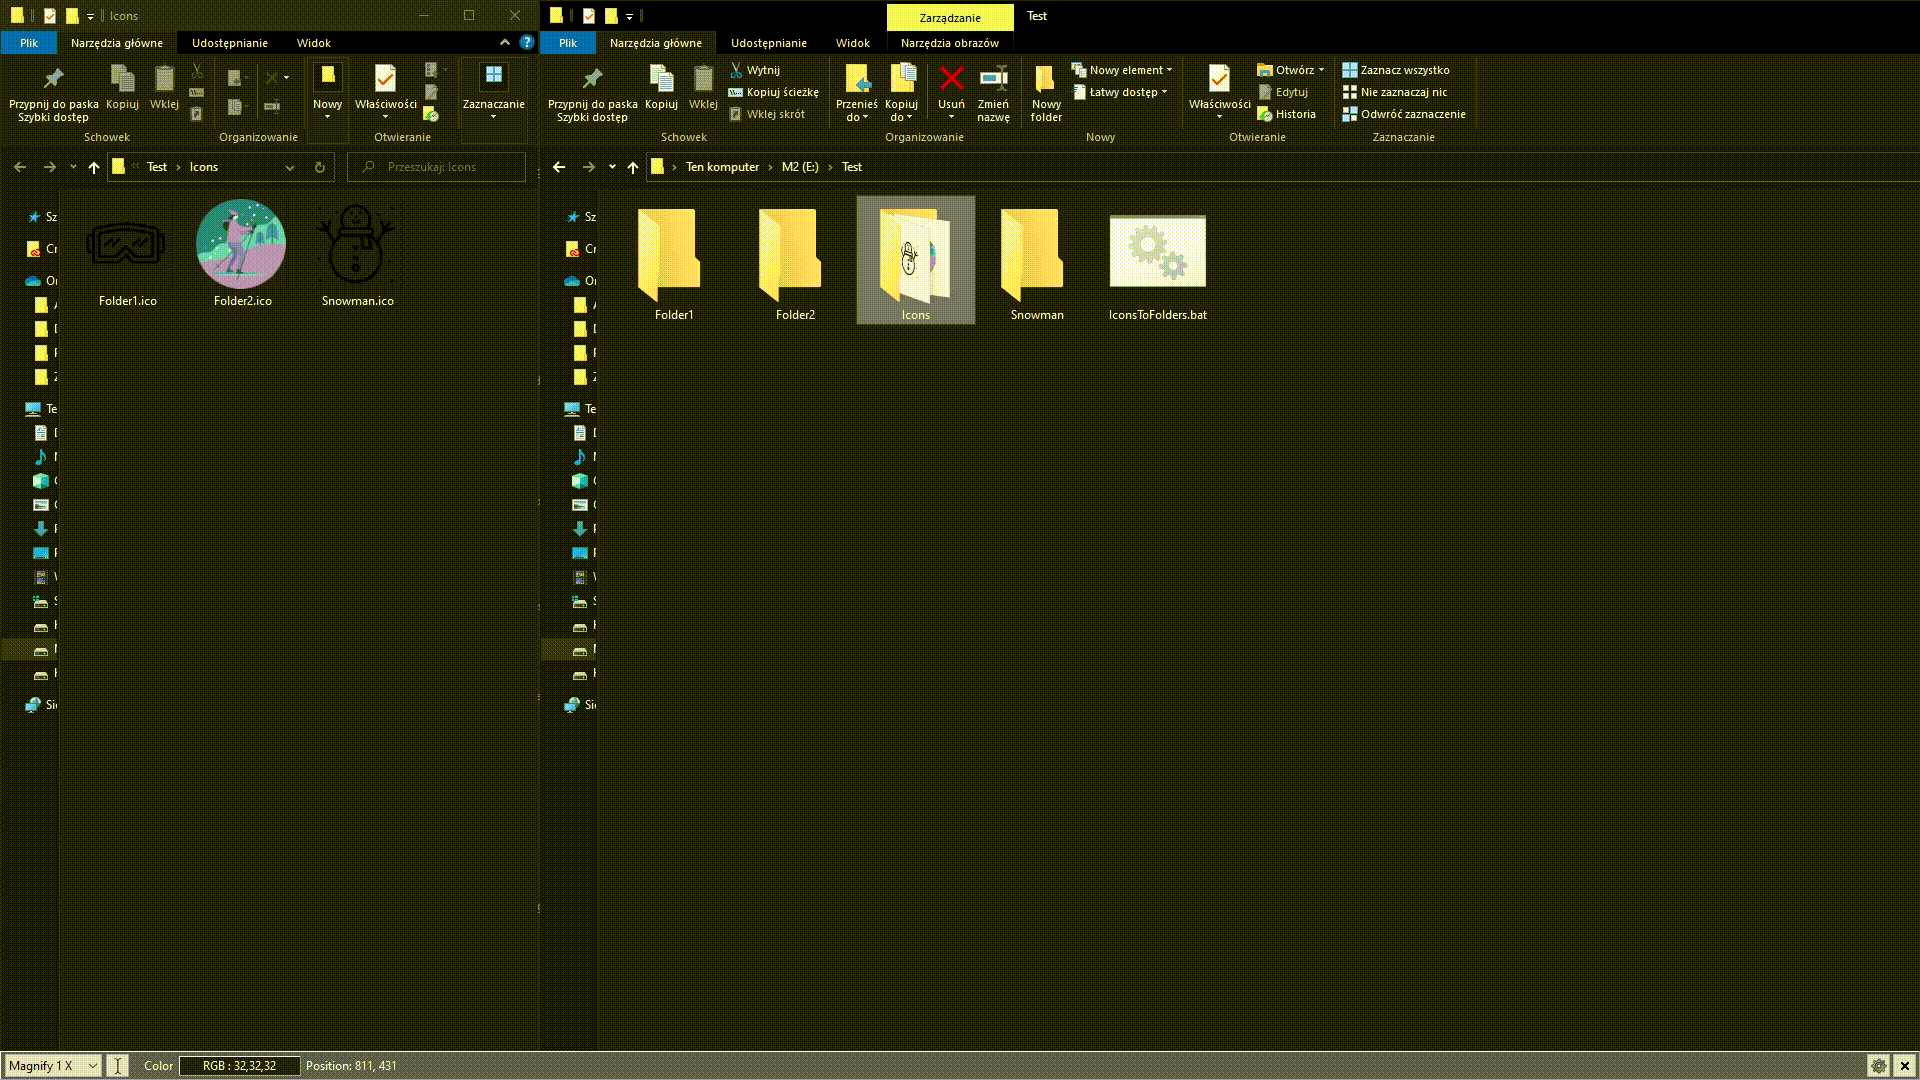 Icons
Plik
Narzędzia główne
Udostępnianie
Widok
Przypnij do paska
Szybki dostęp
Kopiuj
Wklej
Nowy
Właściwości
Zaznaczanie
Schowek
Organizowanie
Otwieranie
Test
Icons
Przeszukaj: Icons
Sz
Cr
Te
Folder1.ico
Folder2.ico
Snowman.ico
Zarządzanie
Test
Plik
Narzędzia główne
Udostępnianie
Widok
Narzędzia obrazów
Przypnij do paska
Szybki dostęp
Kopiuj
Wklej
Wytnij
Kopiuj ścieżkę
Wklej skrót
Schowek
Przenieś
do
Kopiuj
do
Usuń
Zmień
nazwę
Organizowanie
Nowy
folder
Nowy element
Łatwy dostęp
Nowy
Właściwości
Otwórz
Edytuj
Historia
Otwieranie
Zaznacz wszystko
Nie zaznaczaj nic
Odwróć zaznaczenie
Zaznaczanie
Ten komputer
M2 (E:)
Test
Sz
Cr
Te
Folder1
Folder2
Icons
Snowman
IconsToFolders.bat
Magnify 1 X
Color
RGB : 32,32,32
Position: 811, 431